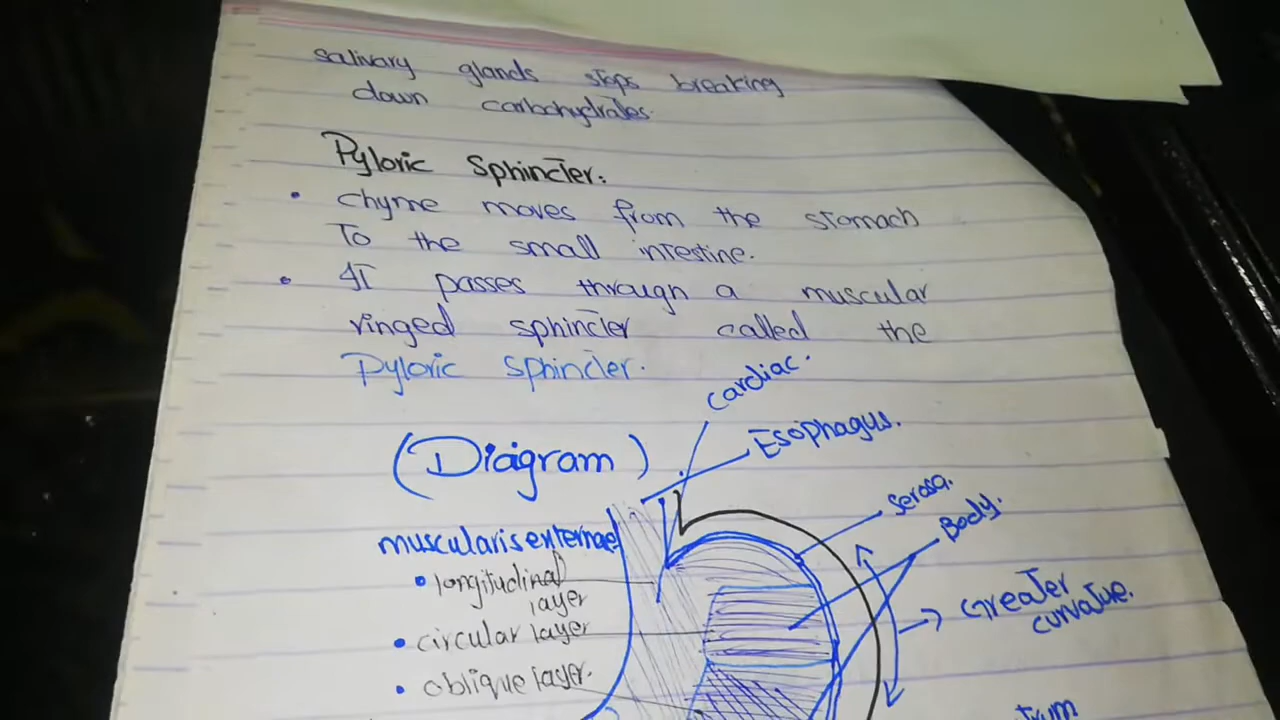 salivary glands stops breaking
down carbohydrates.
Pyloric Sphincter:
• chyme moves from the stomach
To the small intestine.
• It passes through a muscular
ringed sphincter called the
Pyloric Sphincter.
Cardiac.
(Diagram)
Esophagus.
Serosa.
Body.
muscularis externae
• longitudinal
layer
Greater
curvature.
• circular layer
• oblique layer.
trum